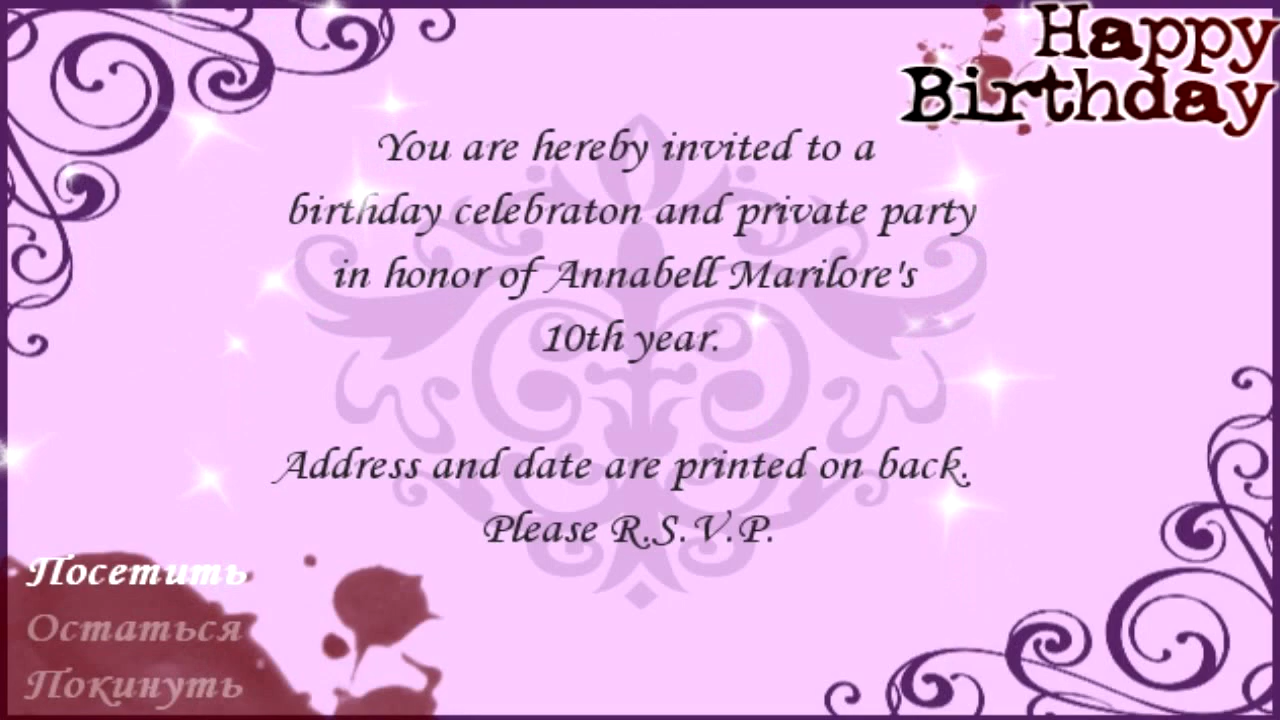 Happy
Birthday
You are hereby invited to a
birthday celebraton and private party
in honor of Annabell Marilore's
10th year.
Address and date are printed on back.
Please R.S.V.P.
Посетить
Остаться
Покинуть